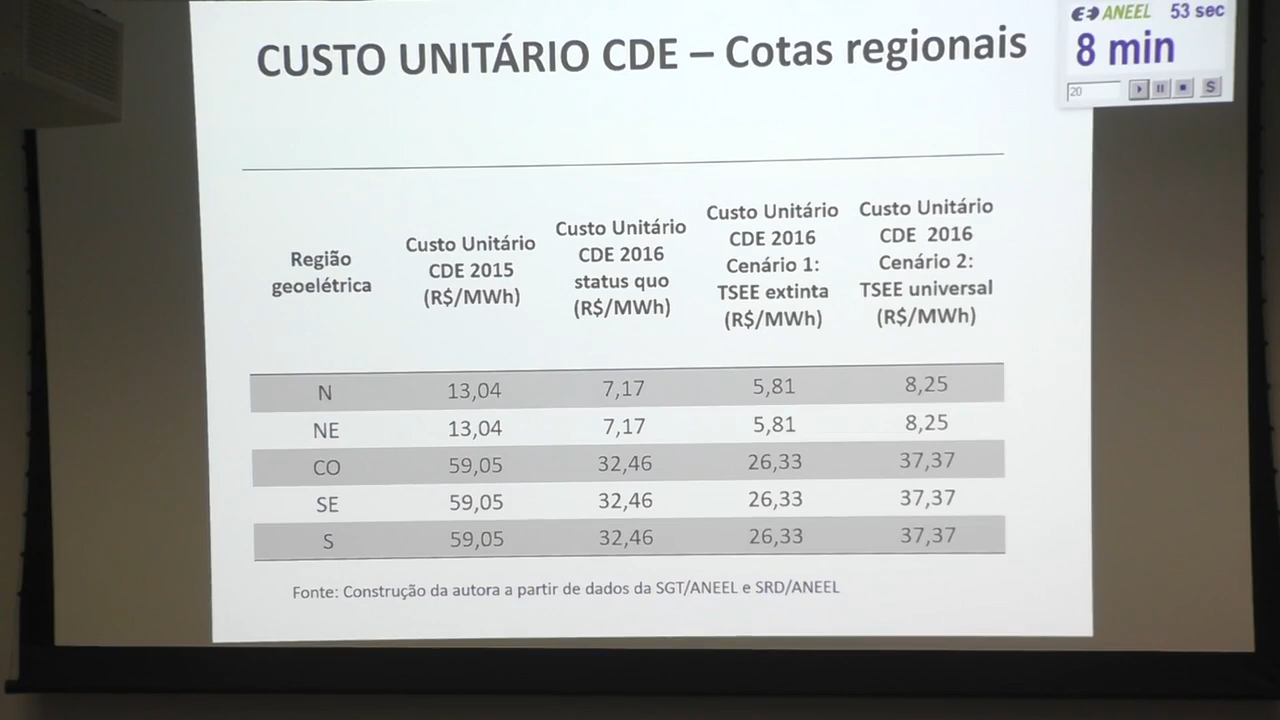 CUSTO UNITÁRIO CDE – Cotas regionais
ANEEL 53 sec
8 min
20
S
Região
geoelétrica
Custo Unitário
CDE 2015
(R$/MWh)
Custo Unitário
CDE 2016
status quo
(R$/MWh)
Custo Unitário
CDE 2016
Cenário 1:
TSEE extinta
(R$/MWh)
Custo Unitário
CDE 2016
Cenário 2:
TSEE universal
(R$/MWh)
N 13,04 7,17 5,81 8,25
NE 13,04 7,17 5,81 8,25
CO 59,05 32,46 26,33 37,37
SE 59,05 32,46 26,33 37,37
S 59,05 32,46 26,33 37,37
Fonte: Construção da autora a partir de dados da SGT/ANEEL e SRD/ANEEL